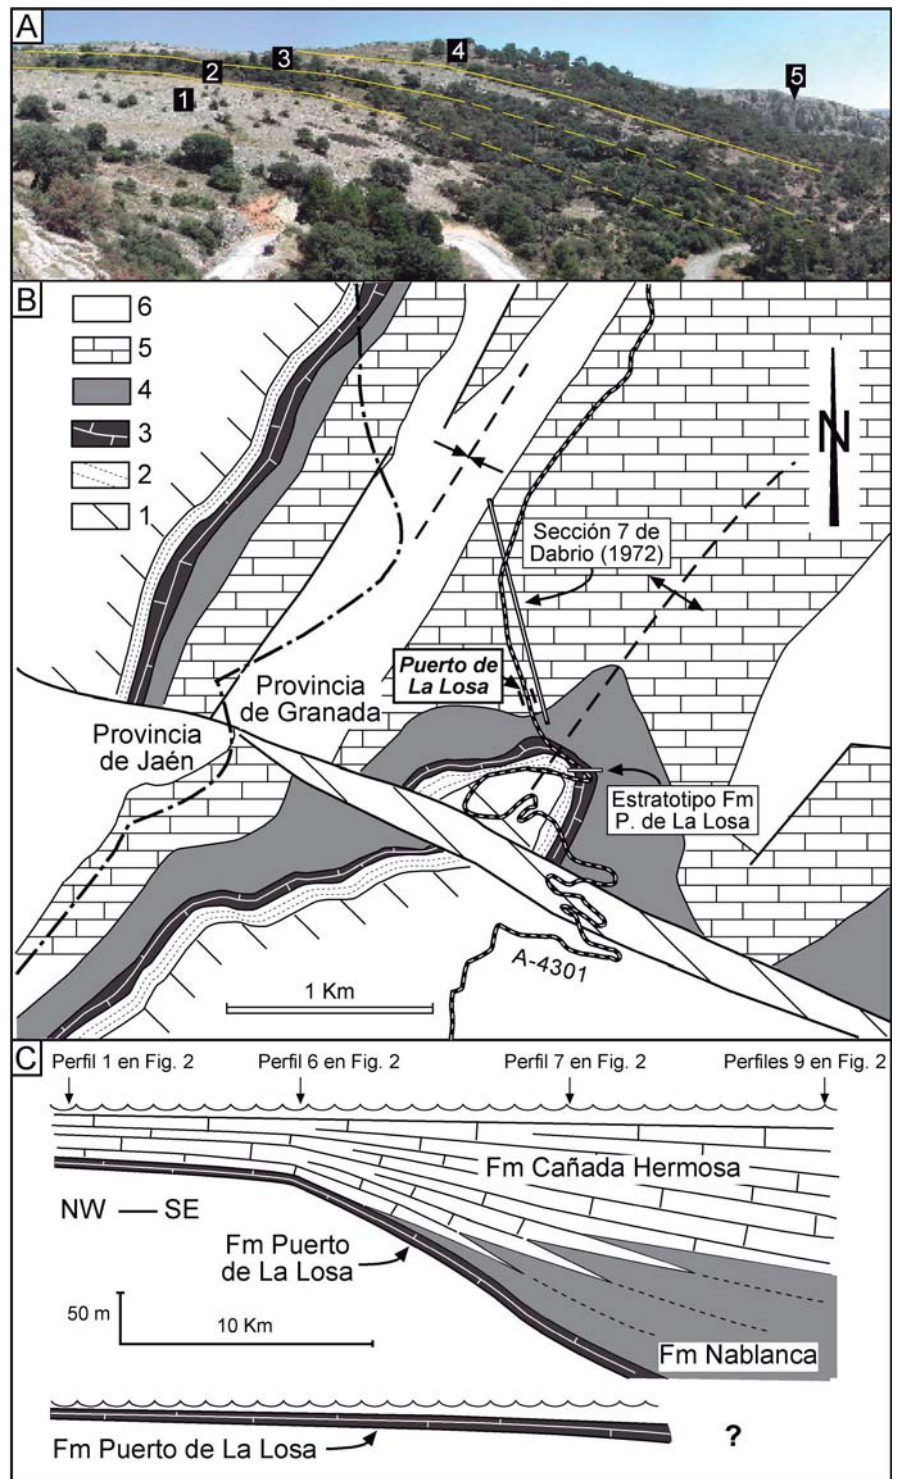 A
1
2
3
4
5
B
6
5
4
3
2
1
N
Sección 7 de
Dabrio (1972)
Puerto de
La Losa
Provincia
de Granada
Provincia
de Jaén
Estratotipo Fm
P. de La Losa
A-4301
1 Km
C
Perfil 1 en Fig. 2
Perfil 6 en Fig. 2
Perfil 7 en Fig. 2
Perfiles 9 en Fig. 2
Fm Cañada Hermosa
NW — SE
Fm Puerto
de La Losa
50 m
10 Km
Fm Nablanca
Fm Puerto de La Losa
?